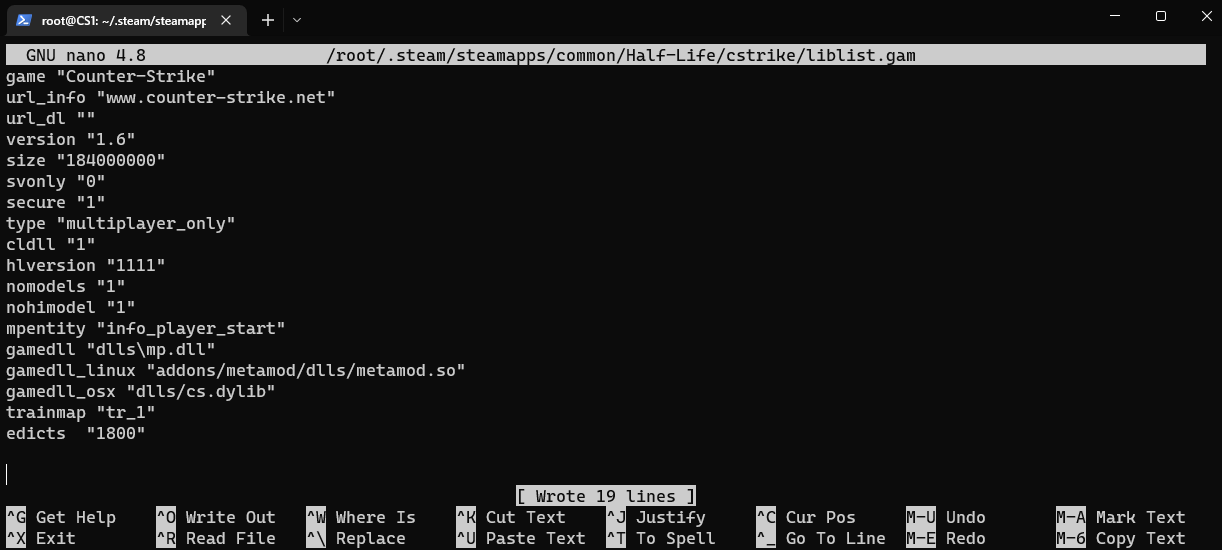 root@CS1: ~/.steam/steamapp
GNU nano 4.8 /root/.steam/steamapps/common/Half-Life/cstrike/liblist.gam
game "Counter-Strike"
url_info "www.counter-strike.net"
url_dl ""
version "1.6"
size "184000000"
svonly "0"
secure "1"
type "multiplayer_only"
cldll "1"
hlversion "1111"
nomodels "1"
nohimodel "1"
mpentity "info_player_start"
gamedll "dlls\mp.dll"
gamedll_linux "addons/metamod/dlls/metamod.so"
gamedll_osx "dlls/cs.dylib"
trainmap "tr_1"
edicts  "1800"
[ Wrote 19 lines ]
^G Get Help ^O Write Out ^W Where Is ^K Cut Text ^J Justify ^C Cur Pos M-U Undo M-A Mark Text
^X Exit ^R Read File ^\ Replace ^U Paste Text ^T To Spell ^_ Go To Line M-E Redo M-6 Copy Text